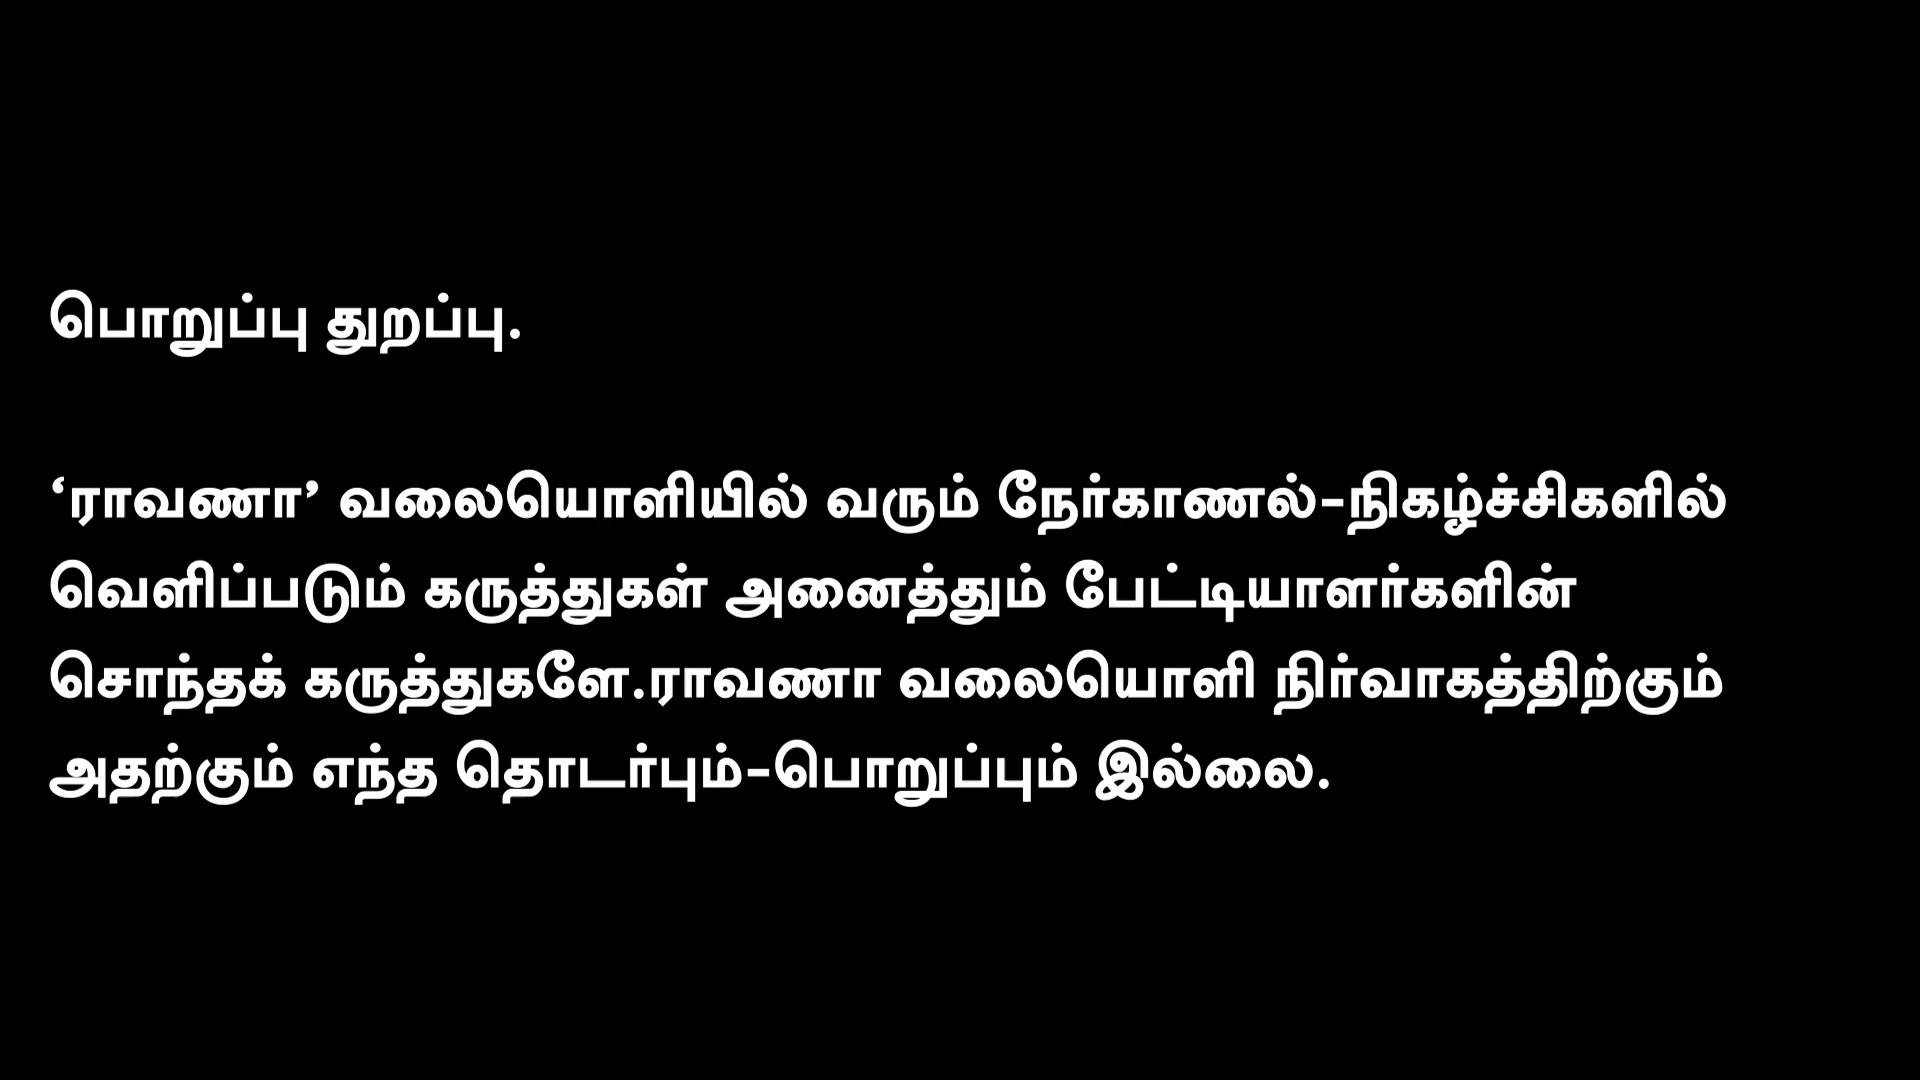 பொறுப்பு துறப்பு.
‘ராவணா’ வலையொளியில் வரும் நேர்காணல்-நிகழ்ச்சிகளில்
வெளிப்படும் கருத்துகள் அனைத்தும் பேட்டியாளர்களின்
சொந்தக் கருத்துகளே.ராவணா வலையொளி நிர்வாகத்திற்கும்
அதற்கும் எந்த தொடர்பும்-பொறுப்பும் இல்லை.